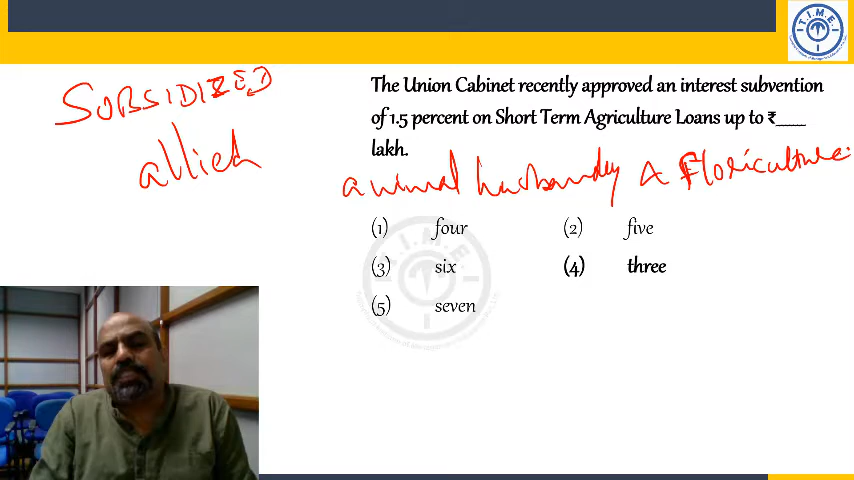 T.I.M.E.
The Union Cabinet recently approved an interest subvention
of 1.5 percent on Short Term Agriculture Loans up to ₹____
lakh.
SUBSIDIZED
allied
animal husbandry & Floriculture
(1) four (2) five
(3) six (4) three
(5) seven